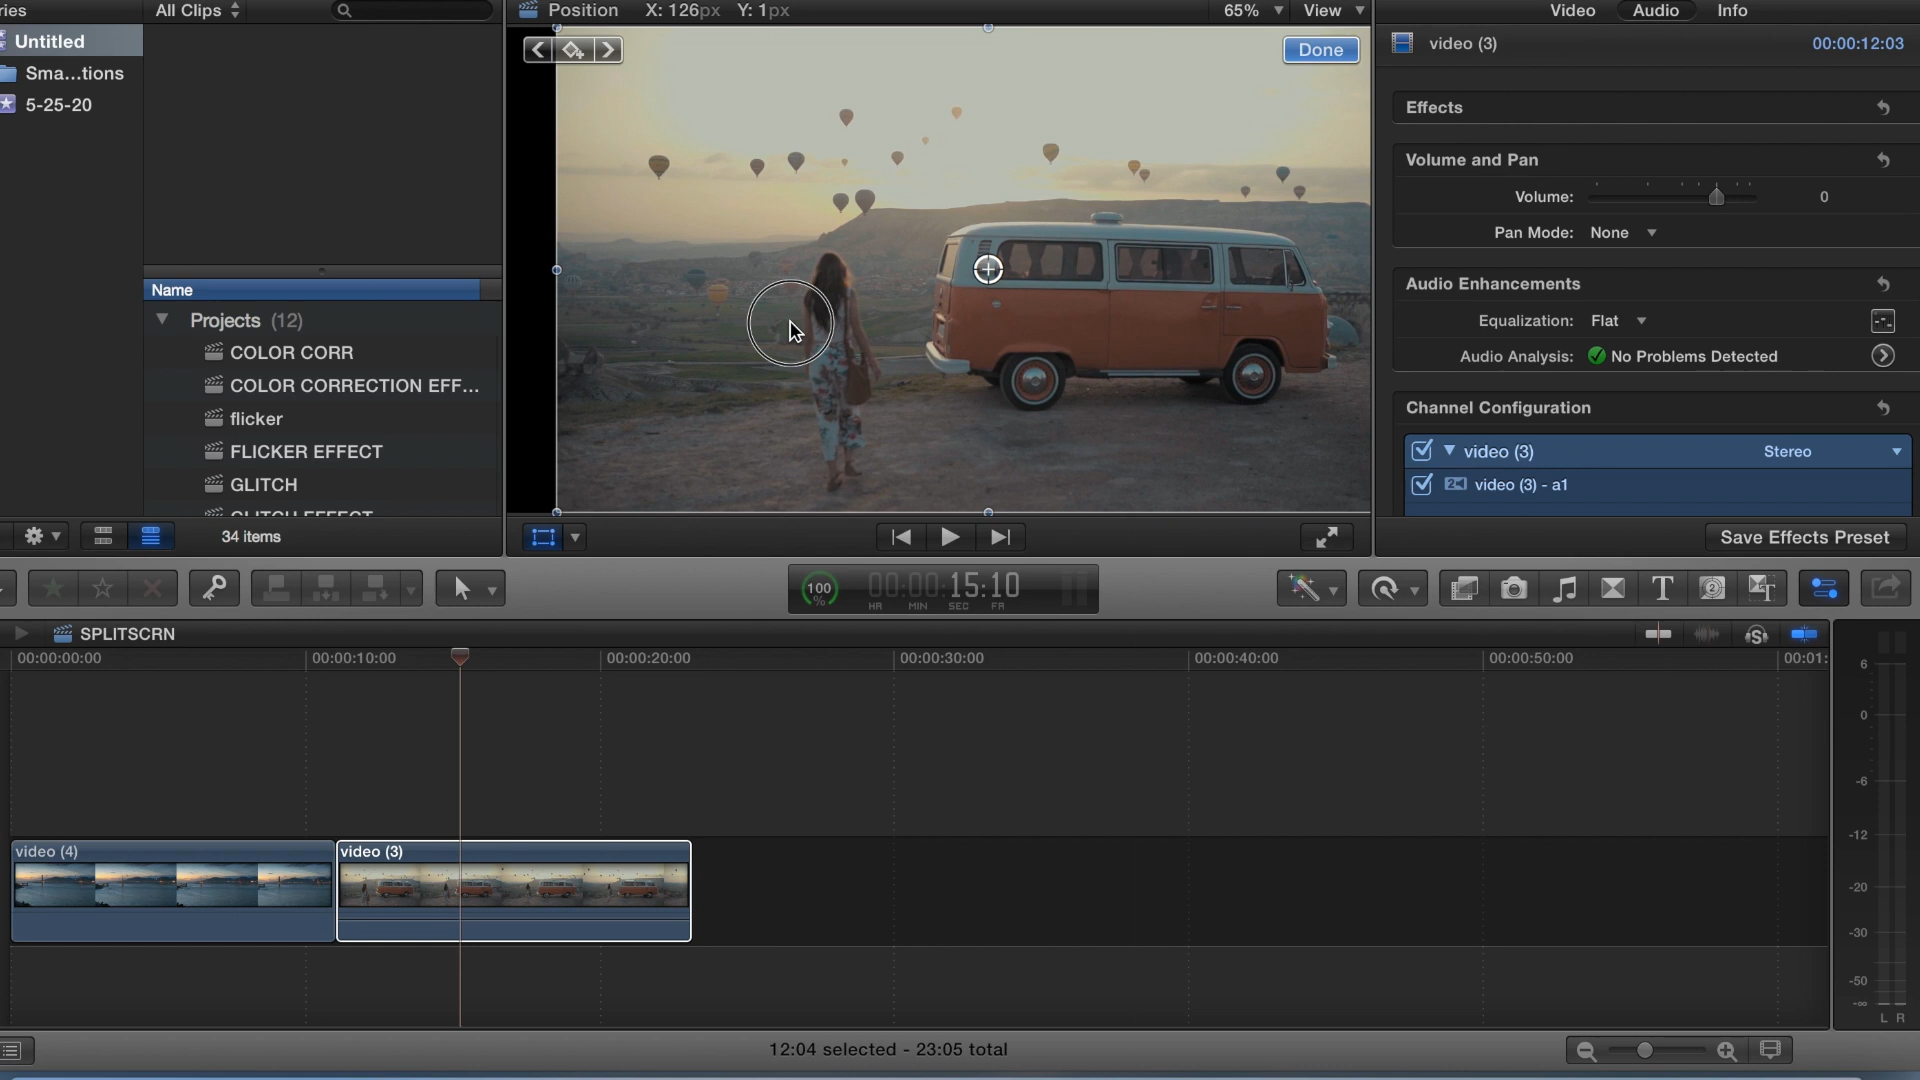 ries
All Clips
Position X: 126px Y: 1px
65% View
Video Audio Info
Untitled
Sma...tions
5-25-20
Done
video (3) 00:00:12:03
Effects
Volume and Pan
Volume: 0
Pan Mode: None
Audio Enhancements
Equalization: Flat
Audio Analysis: No Problems Detected
Channel Configuration
video (3) Stereo
video (3) - a1
Save Effects Preset
Name
Projects (12)
COLOR CORR
COLOR CORRECTION EFF...
flicker
FLICKER EFFECT
GLITCH
GLITCH EFFECT
34 items
100 % 00:00:15:10
HR MIN SEC FR
SPLITSCRN
00:00:00:00 00:00:10:00 00:00:20:00 00:00:30:00 00:00:40:00 00:00:50:00 00:01:
6
0
-6
-12
-20
-30
-50
-∞
L R
video (4) video (3)
12:04 selected - 23:05 total